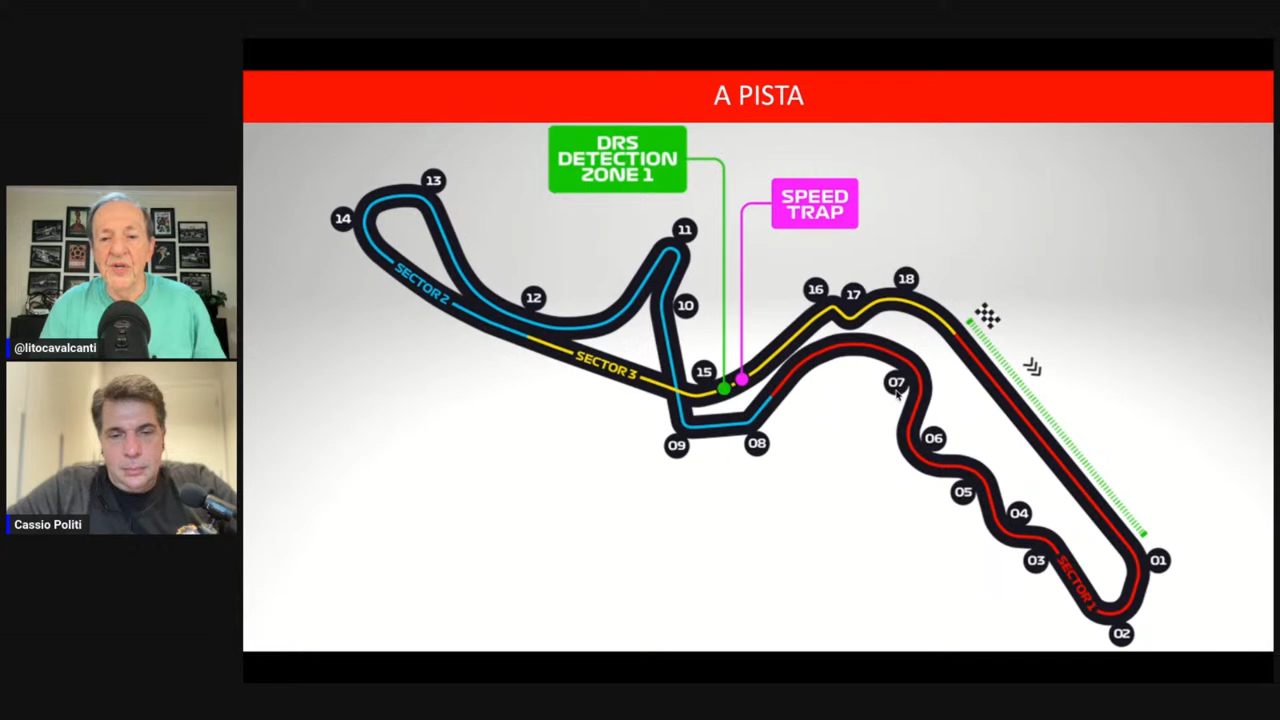 A PISTA
DRS
DETECTION
ZONE 1
SPEED
TRAP
13
14
11
18
16
17
12
10
SECTOR 2
SECTOR 3
15
07
09
08
06
05
04
03
01
SECTOR 1
02
@litocavalcanti
Cassio Politi